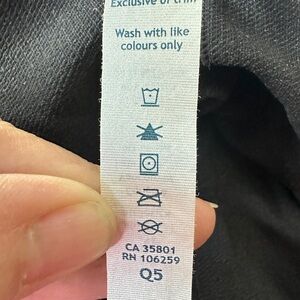 Exclusive of trim
Wash with like
colours only
CA 35801
RN 106259
Q5